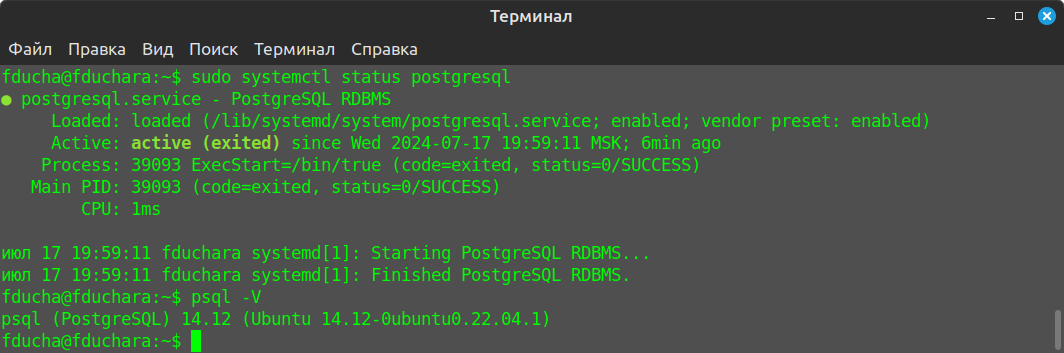 Терминал
Файл Правка Вид Поиск Терминал Справка
fducha@fduchara:~$ sudo systemctl status postgresql
● postgresql.service - PostgreSQL RDBMS
     Loaded: loaded (/lib/systemd/system/postgresql.service; enabled; vendor preset: enabled)
     Active: active (exited) since Wed 2024-07-17 19:59:11 MSK; 6min ago
    Process: 39093 ExecStart=/bin/true (code=exited, status=0/SUCCESS)
   Main PID: 39093 (code=exited, status=0/SUCCESS)
        CPU: 1ms

июл 17 19:59:11 fduchara systemd[1]: Starting PostgreSQL RDBMS...
июл 17 19:59:11 fduchara systemd[1]: Finished PostgreSQL RDBMS.
fducha@fduchara:~$ psql -V
psql (PostgreSQL) 14.12 (Ubuntu 14.12-0ubuntu0.22.04.1)
fducha@fduchara:~$